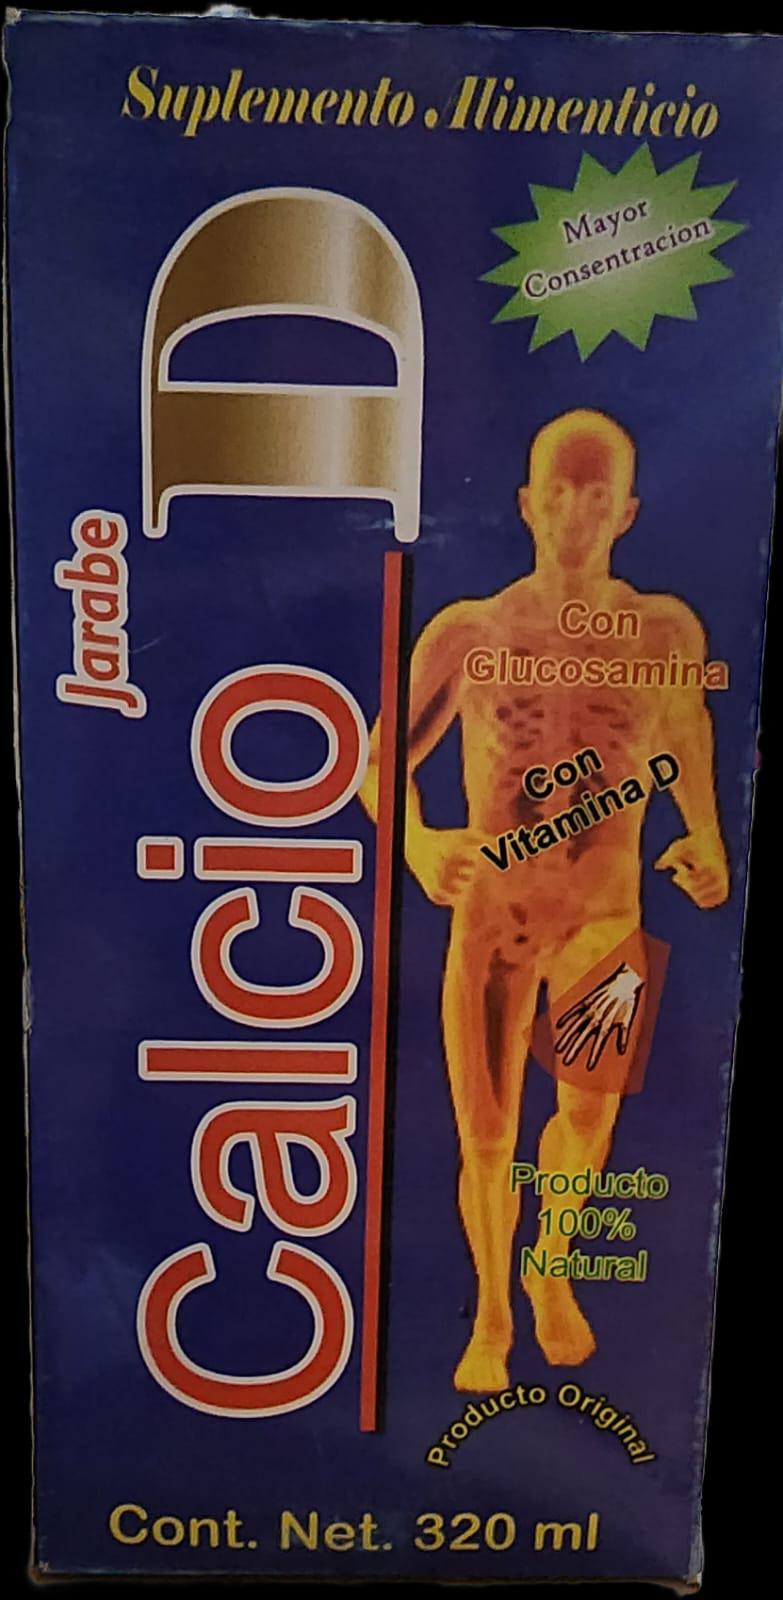 Suplemento Alimenticio
Mayor
Consentracion
Jarabe
Calcio D
Con
Glucosamina
Con
Vitamina D
Producto
100%
Natural
Producto Original
Cont. Net. 320 ml